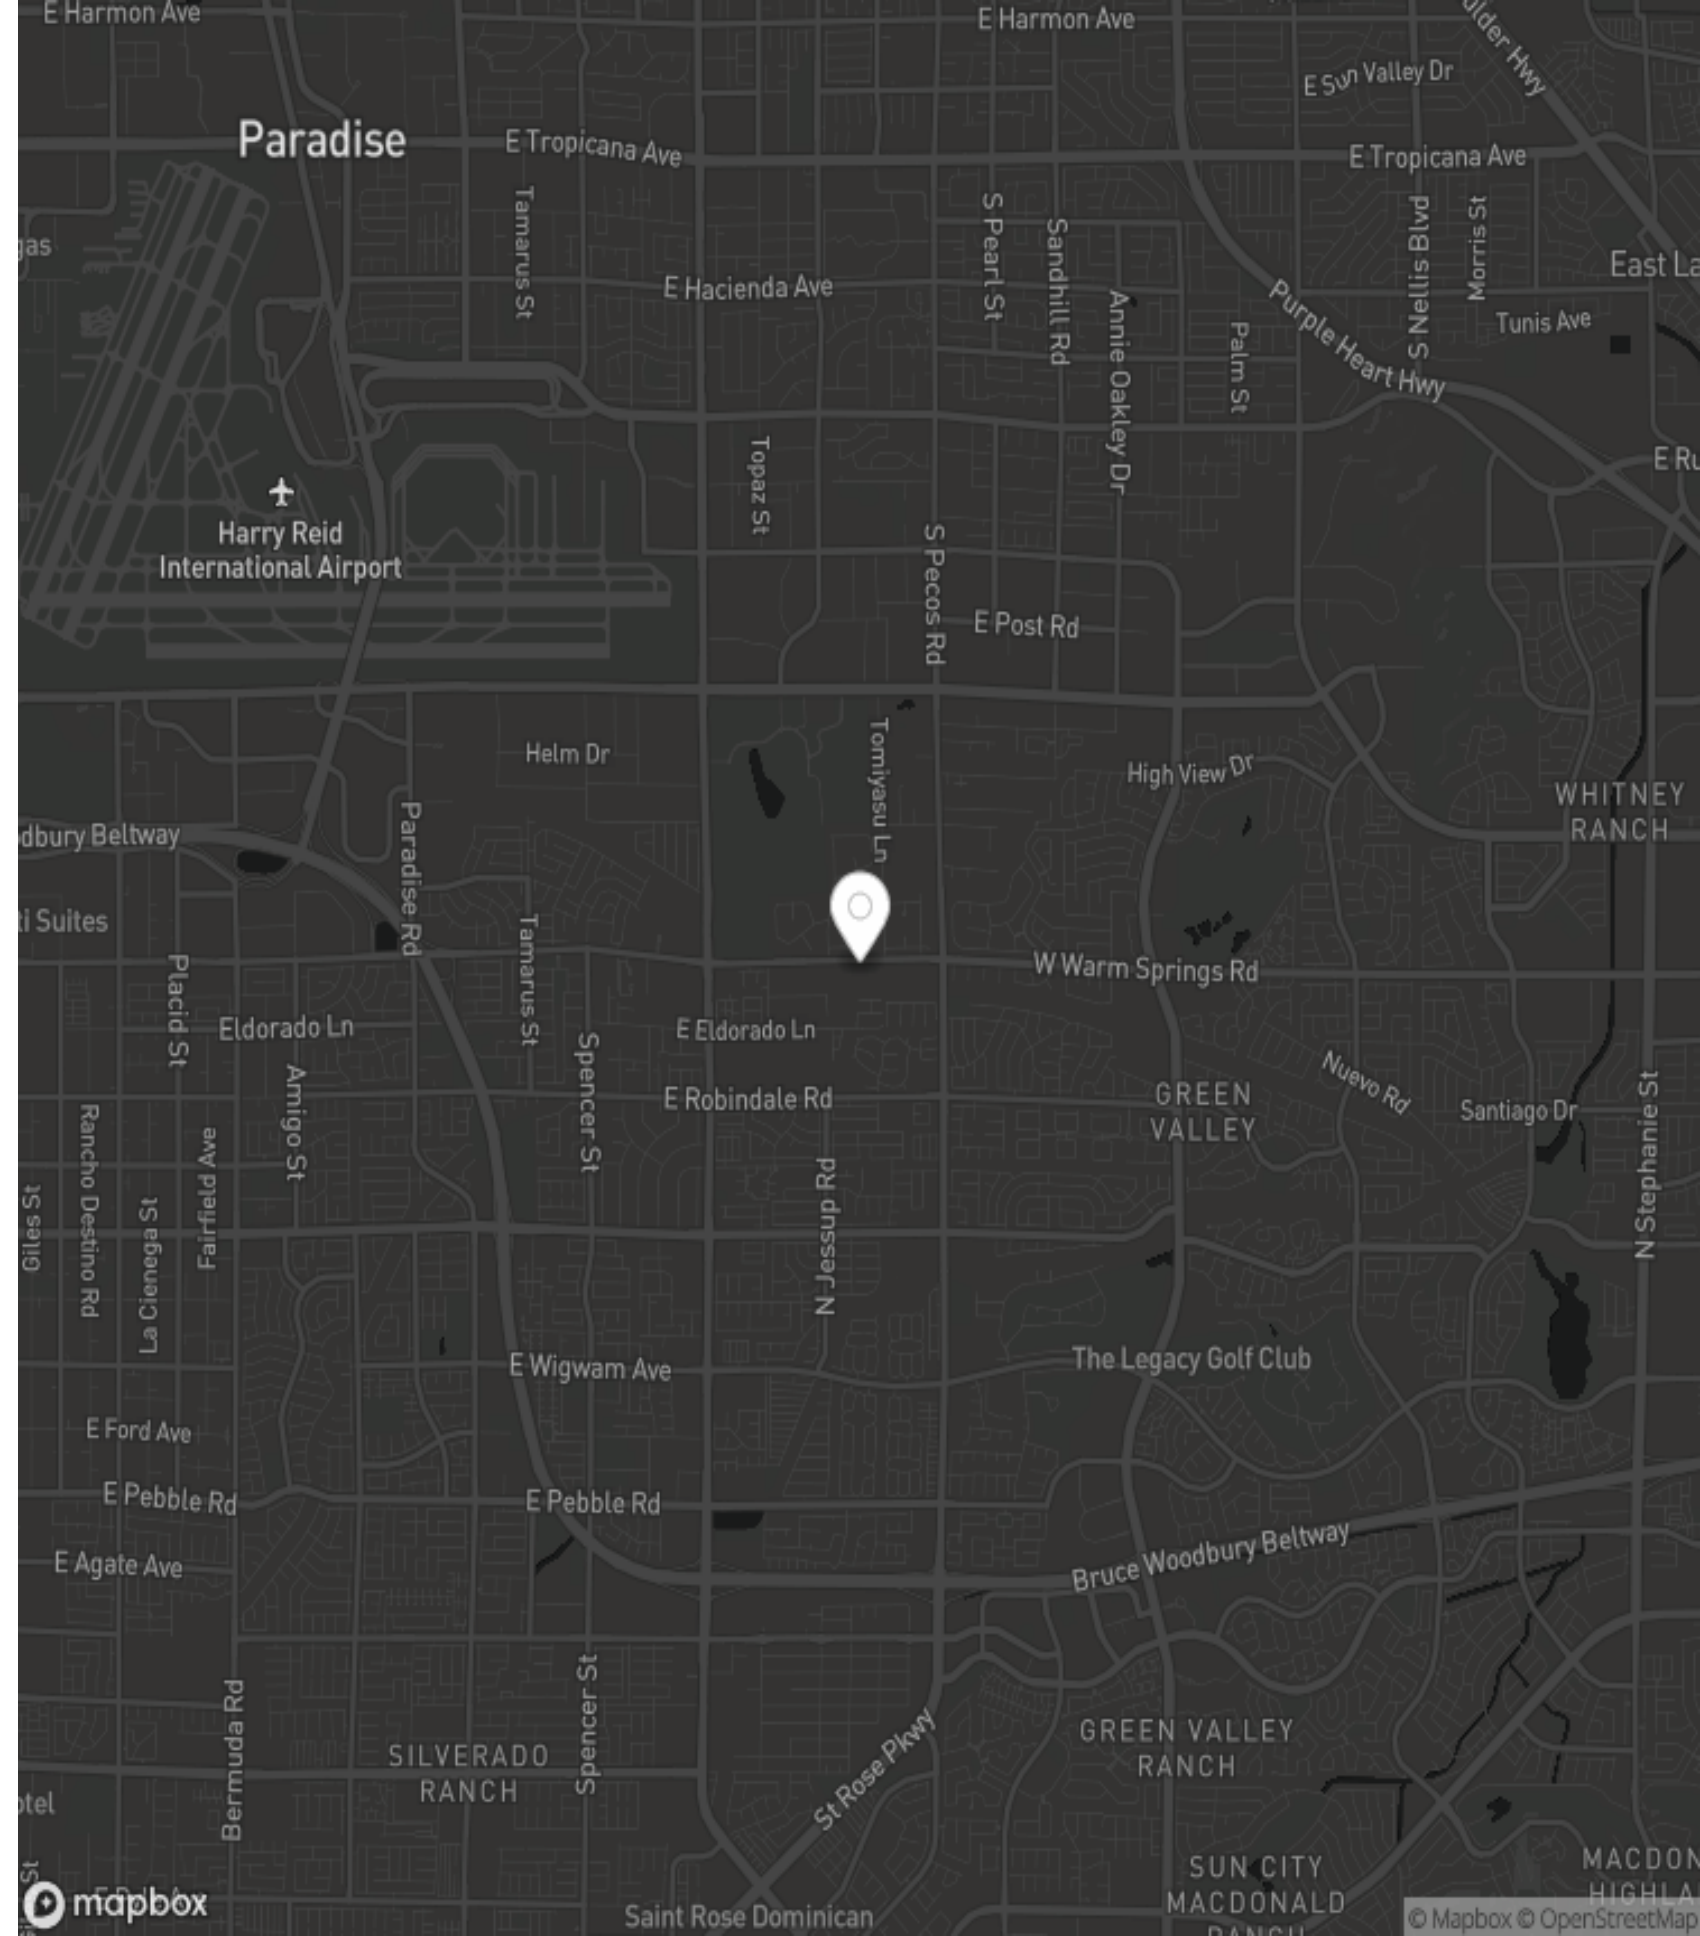 E Harmon Ave
E Harmon Ave
E Sun Valley Dr
Paradise
E Tropicana Ave
E Tropicana Ave
Tamarus St
S Pearl St
Sandhill Rd
S Nellis Blvd
Morris St
E Hacienda Ave
Purple Heart Hwy
Tunis Ave
Annie Oakley Dr
Palm St
Topaz St
Harry Reid
International Airport
S Pecos Rd
E Post Rd
Tomiyasu Ln
Helm Dr
High View Dr
WHITNEY
RANCH
dbury Beltway
Paradise Rd
ti Suites
Tamarus St
Placid St
W Warm Springs Rd
Eldorado Ln
E Eldorado Ln
Spencer St
Amigo St
Nuevo Rd
E Robindale Rd
GREEN
VALLEY
Santiago Dr
N Stephanie St
Rancho Destino Rd
Fairfield Ave
N Jessup Rd
Giles St
La Cienega St
E Wigwam Ave
The Legacy Golf Club
E Ford Ave
E Pebble Rd
E Pebble Rd
Bruce Woodbury Beltway
E Agate Ave
Bermuda Rd
Spencer St
SILVERADO
RANCH
St Rose Pkwy
GREEN VALLEY
RANCH
SUN CITY
MACDONALD
RANCH
mapbox
Saint Rose Dominican
© Mapbox © OpenStreetMap